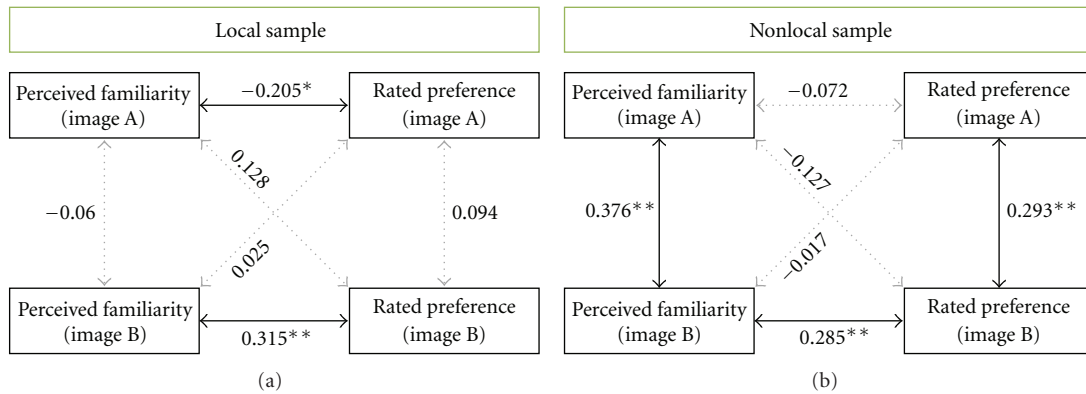 Local sample
Perceived familiarity
(image A)
−0.205*
Rated preference
(image A)
0.128
−0.06
0.094
0.025
Perceived familiarity
(image B)
0.315**
Rated preference
(image B)
(a)
Nonlocal sample
Perceived familiarity
(image A)
−0.072
Rated preference
(image A)
−0.127
0.376**
0.293**
−0.017
Perceived familiarity
(image B)
0.285**
Rated preference
(image B)
(b)